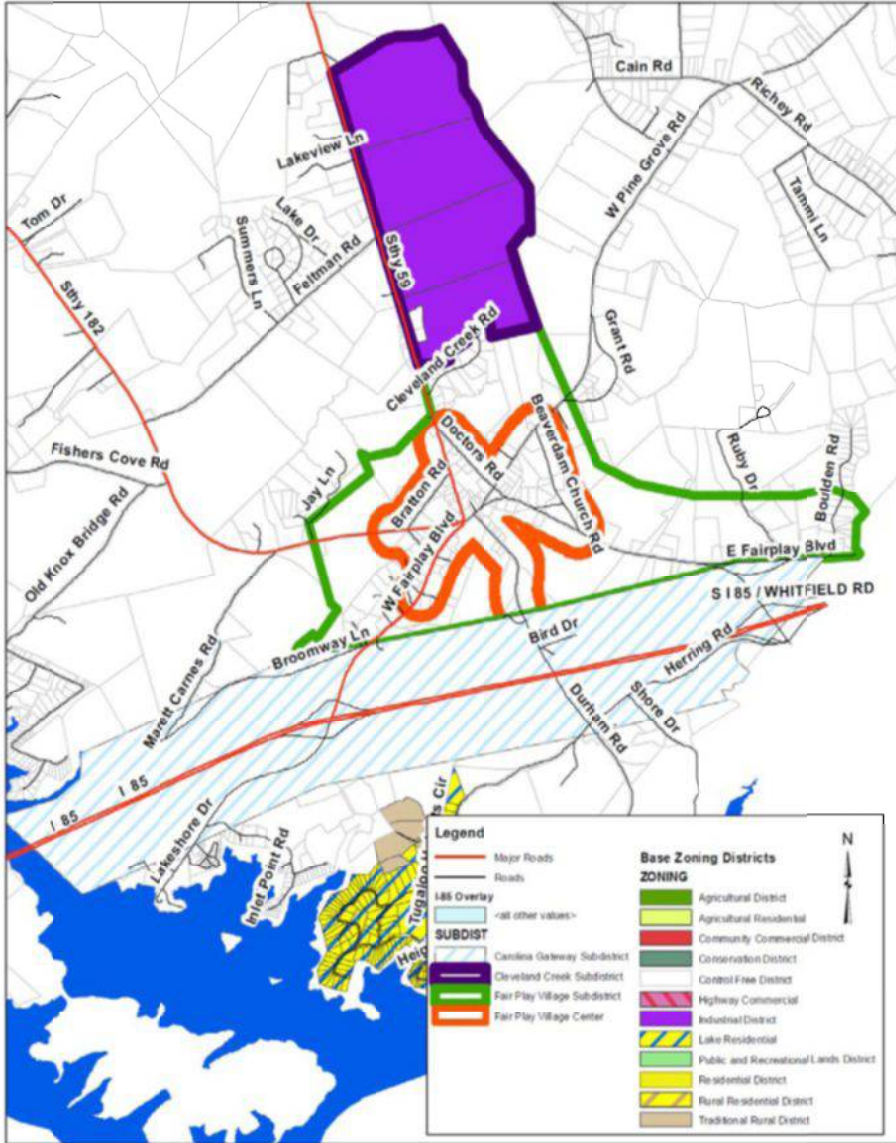 Cain Rd
Richey Rd
Lakeview Ln
W Pine Grove Rd
Tammi Ln
Tom Dr
Lake Dr
Summers Ln
Feltman Rd
Sthy 59
Sthy 182
Grant Rd
Cleveland Creek Rd
Beaverdam Church Rd
Doctors Rd
Fishers Cove Rd
Jay Ln
Bratton Rd
Ruby Dr
Boulden Rd
Old Knox Bridge Rd
W Fairplay Blvd
E Fairplay Blvd
S I 85 / WHITFIELD RD
Broomway Ln
Bird Dr
Herring Rd
Marett Carnes Rd
Durham Rd
Shore Dr
I 85
I 85
Lakeshore Dr
Inlet Point Rd
Tugaloo
Cir
Legend
Major Roads
Roads
I-85 Overlay
<all other values>
SUBDIST
Carolina Gateway Subdistrict
Cleveland Creek Subdistrict
Fair Play Village Subdistrict
Fair Play Village Center
N
Base Zoning Districts
ZONING
Agricultural District
Agricultural Residential
Community Commercial District
Conservation District
Control Free District
Highway Commercial
Industrial District
Lake Residential
Public and Recreational Lands District
Residential District
Rural Residential District
Traditional Rural District